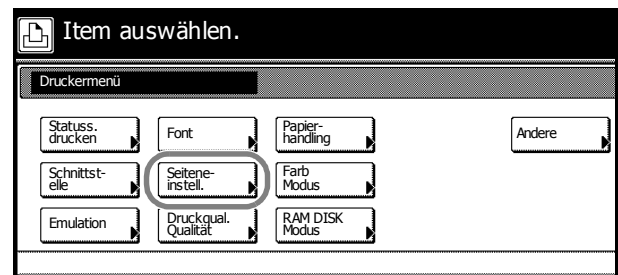 Item auswählen.
Druckermenü
Statuss.
drucken
Font
Papier-
handling
Andere
Schnittst-
elle
Seitene-
instell.
Farb
Modus
Emulation
Druckqual.
Qualität
RAM DISK
Modus